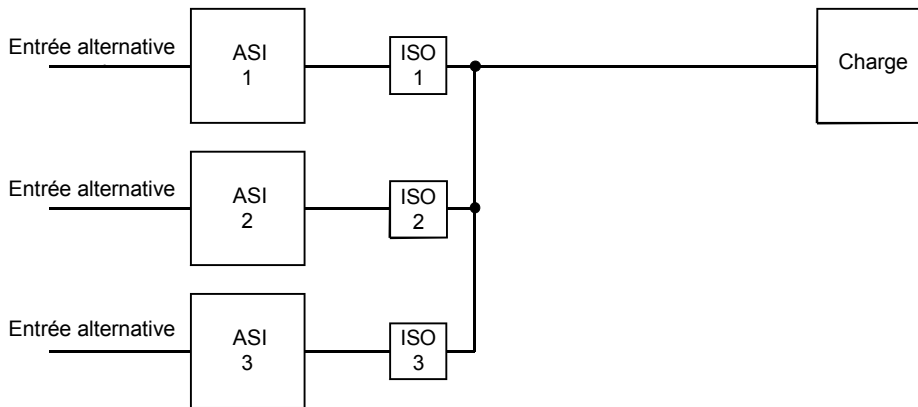 Entrée alternative
ASI
1
ISO
1
Charge
Entrée alternative
ASI
2
ISO
2
Entrée alternative
ASI
3
ISO
3